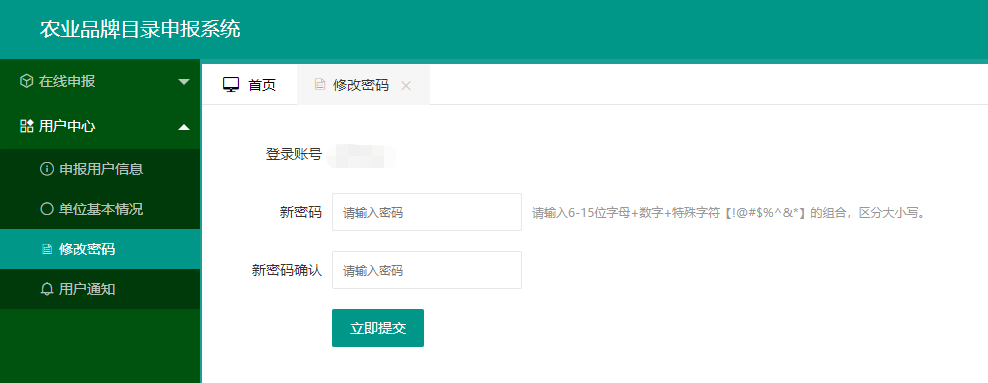 农业品牌目录申报系统
在线申报
用户中心
申报用户信息
单位基本情况
修改密码
用户通知
首页
修改密码
登录账号
新密码
请输入密码
请输入6-15位字母+数字+特殊字符【!@#$%^&*】的组合，区分大小写。
新密码确认
请输入密码
立即提交